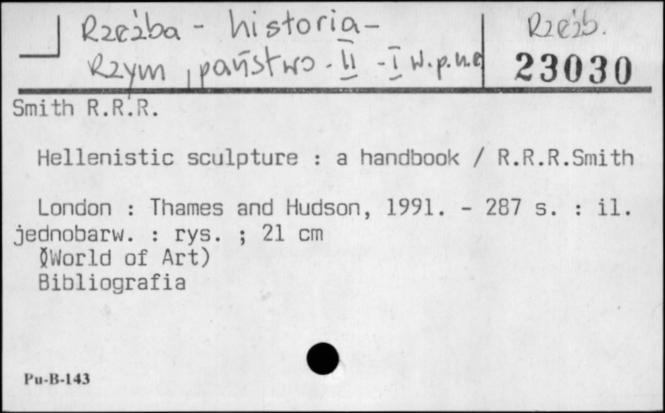 Rzeźba - historia -
Rzeźb.
Rzym, państwo - II - I w.p.n.e
23030
Smith R.R.R.
Hellenistic sculpture : a handbook / R.R.R.Smith
London : Thames and Hudson, 1991. - 287 s. : il.
jednobarw. : rys. ; 21 cm
(World of Art)
Bibliografia
Pu-B-143